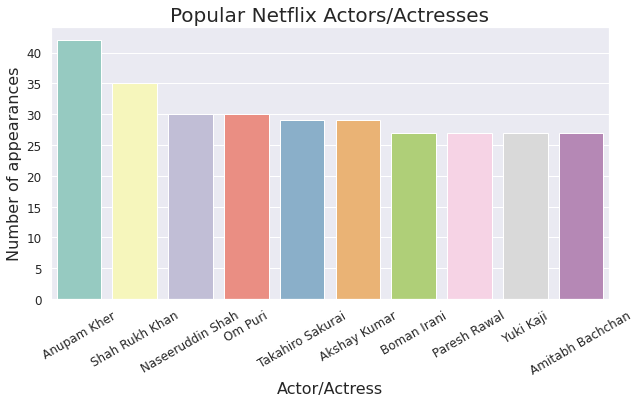 Popular Netflix Actors/Actresses
Number of appearances
40
35
30
25
20
15
10
5
0
Anupam Kher
Shah Rukh Khan
Naseeruddin Shah
Om Puri
Takahiro Sakurai
Akshay Kumar
Boman Irani
Paresh Rawal
Yuki Kaji
Amitabh Bachchan
Actor/Actress